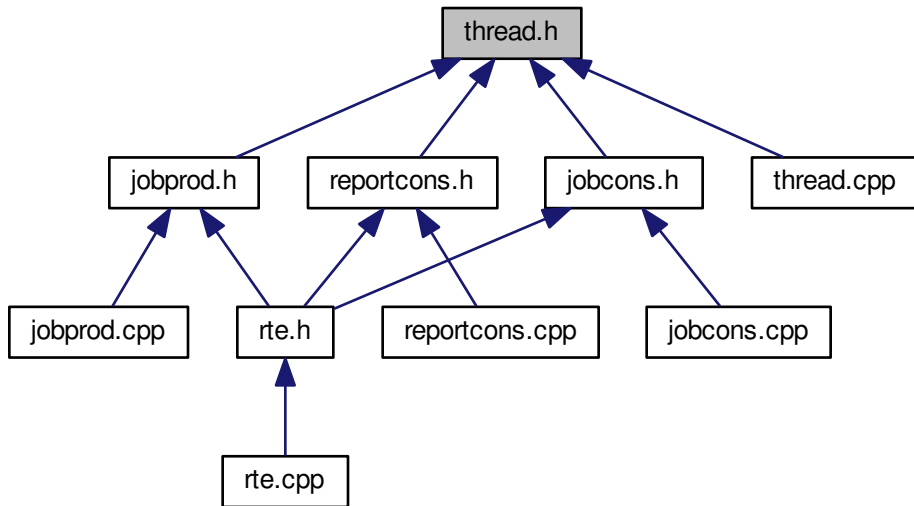 thread.h
jobprod.h
reportcons.h
jobcons.h
thread.cpp
jobprod.cpp
rte.h
reportcons.cpp
jobcons.cpp
rte.cpp